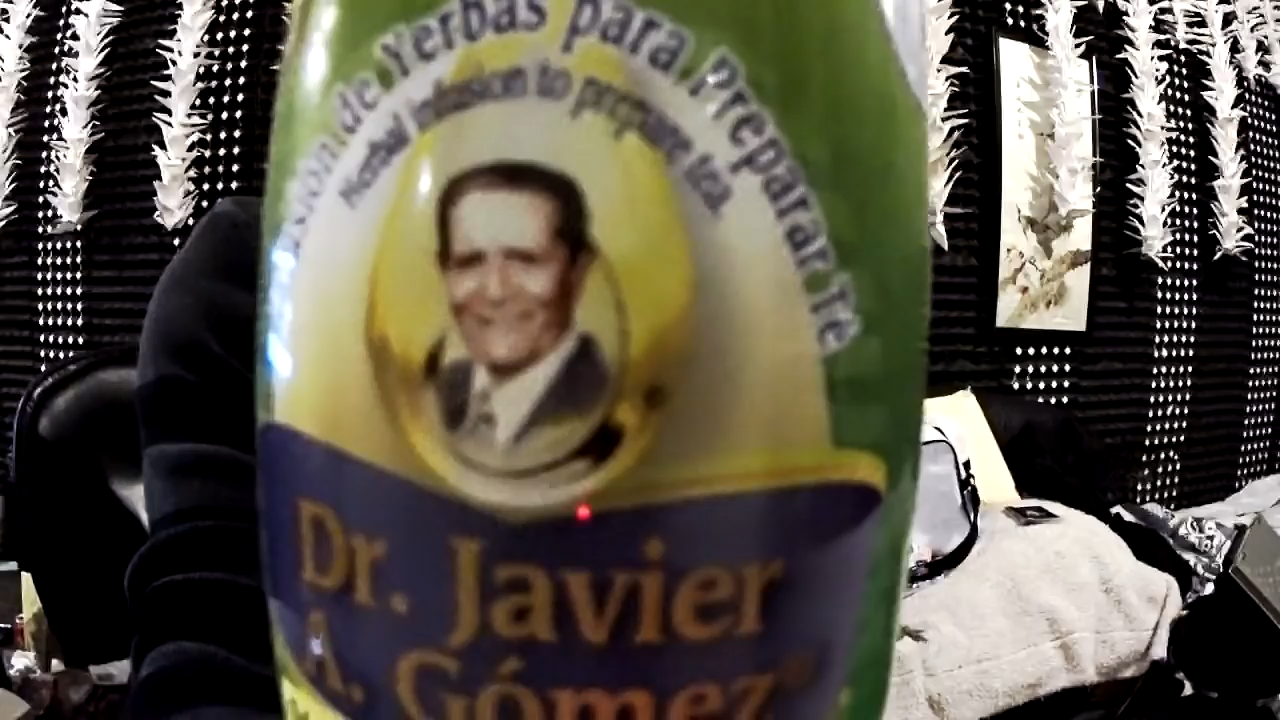 de Yerbas para Preparar Té
Herbal infusion to prepare tea.
Dr. Javier
A. Gómez®